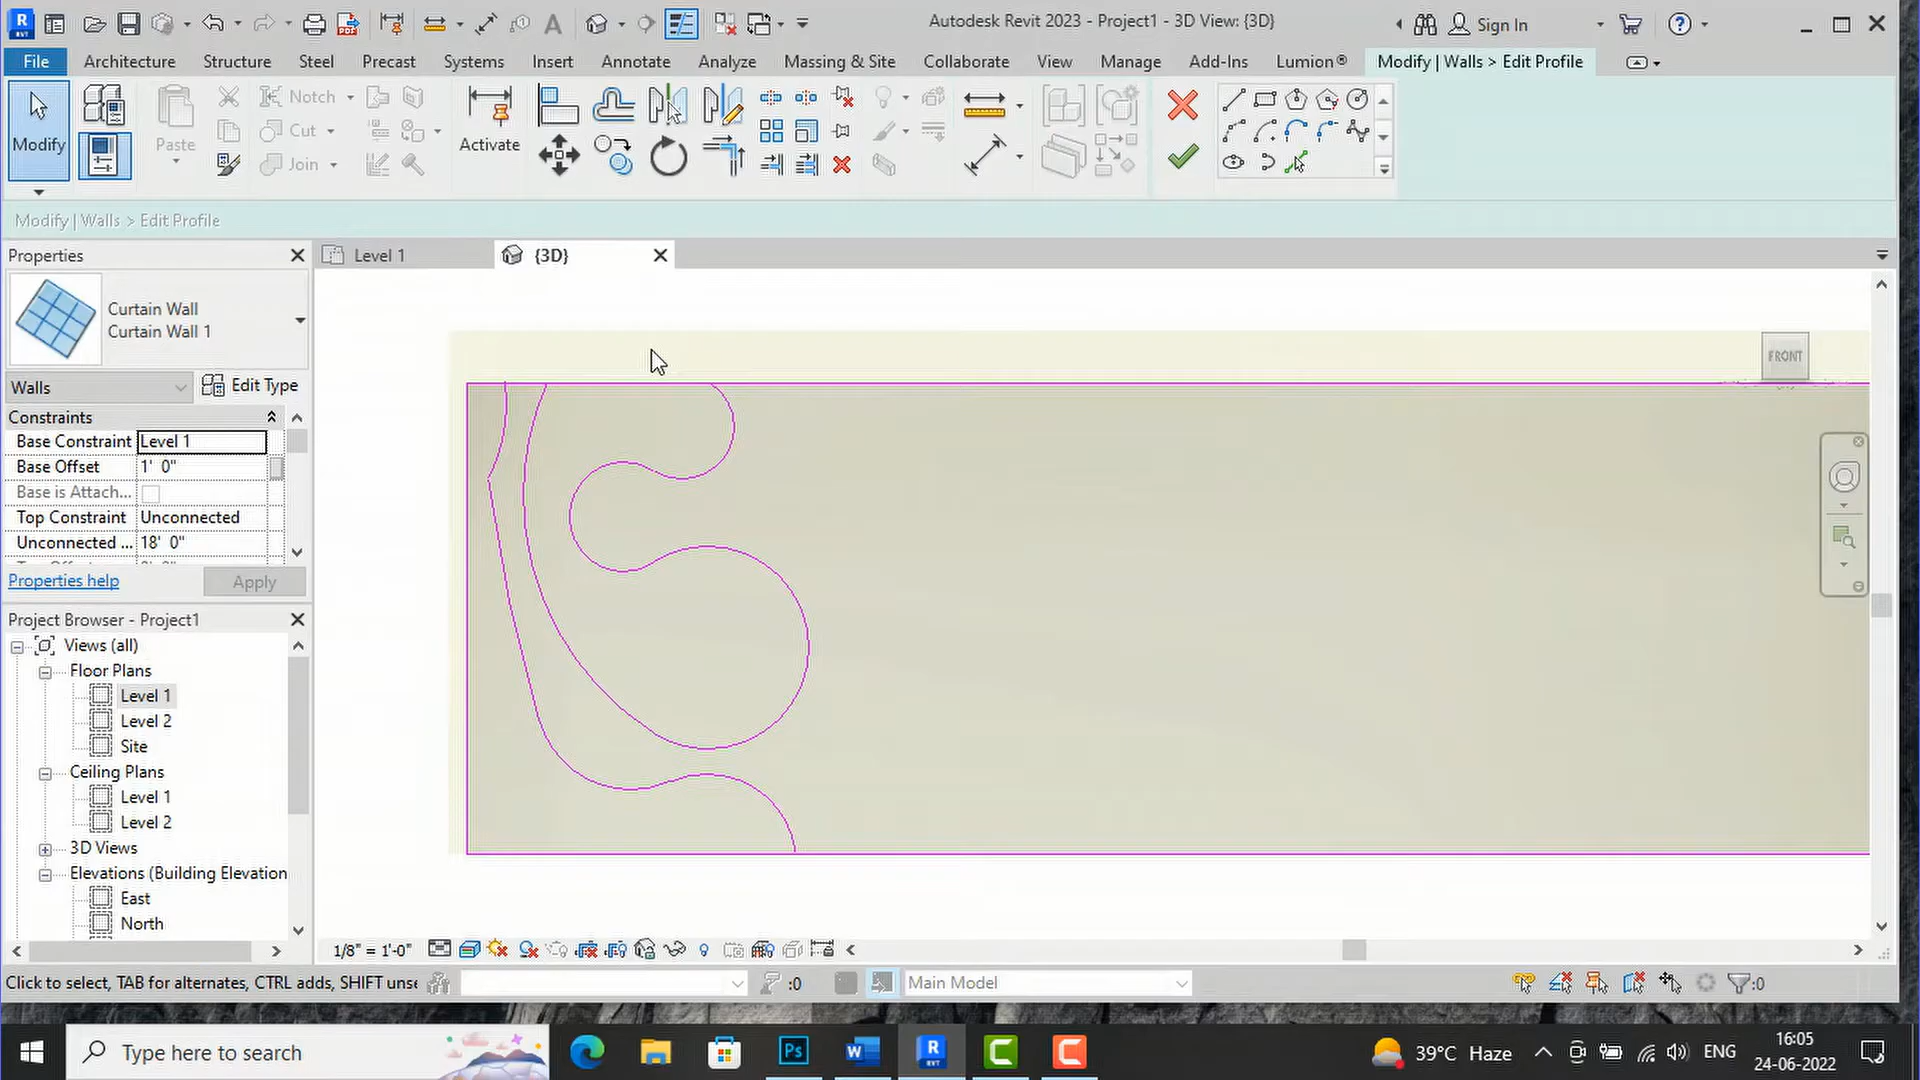 Autodesk Revit 2023 - Project1 - 3D View: {3D}
Sign In
File Architecture Structure Steel Precast Systems Insert Annotate Analyze Massing & Site Collaborate View Manage Add-Ins Lumion® Modify | Walls > Edit Profile
Modify
Paste
Notch
Cut
Join
Activate
Modify | Walls > Edit Profile
Properties
Level 1
{3D}
Curtain Wall
Curtain Wall 1
Walls
Edit Type
Constraints
Base Constraint Level 1
Base Offset 1' 0"
Base is Attach...
Top Constraint Unconnected
Unconnected ... 18' 0"
Properties help
Apply
FRONT
Project Browser - Project1
Views (all)
Floor Plans
Level 1
Level 2
Site
Ceiling Plans
Level 1
Level 2
3D Views
Elevations (Building Elevation
East
North
1/8" = 1'-0"
Click to select, TAB for alternates, CTRL adds, SHIFT unse
:0
Main Model
:0
Type here to search
39°C Haze
ENG
16:05
24-06-2022